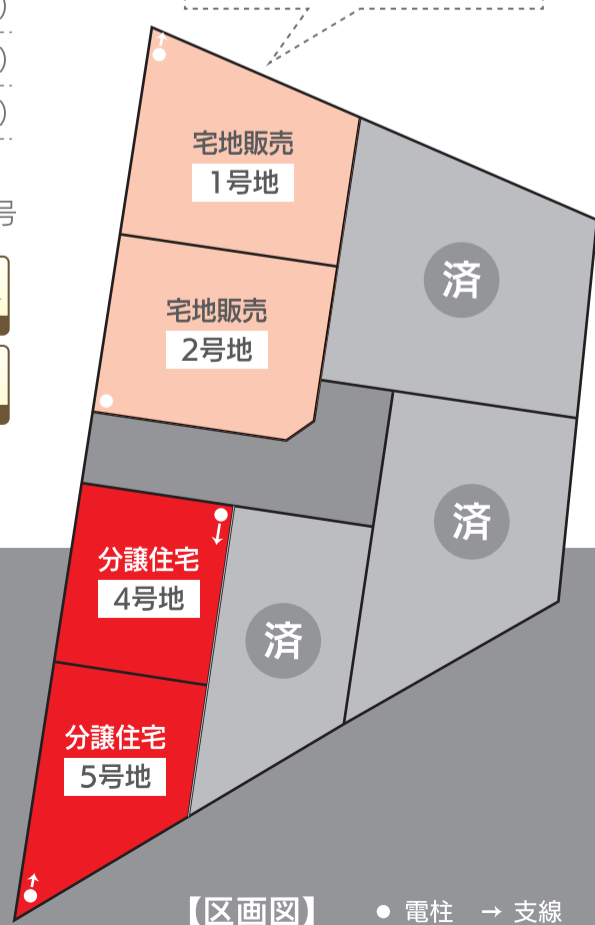 )
)
)
号
宅地販売
1号地
済
宅地販売
2号地
済
分譲住宅
4号地
済
分譲住宅
5号地
【区画図】 ● 電柱 → 支線